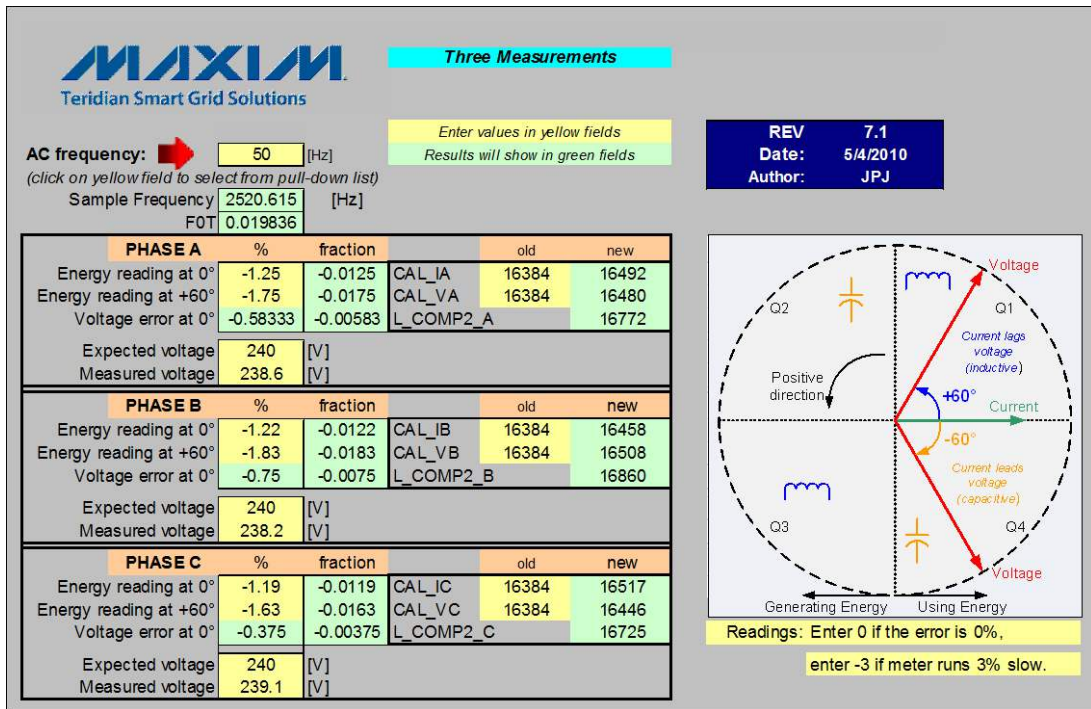 MAXIM
Teridian Smart Grid Solutions
Three Measurements
Enter values in yellow fields
Results will show in green fields
REV 7.1
Date: 5/4/2010
Author: JPJ
AC frequency: 50 [Hz]
(click on yellow field to select from pull-down list)
Sample Frequency 2520.615 [Hz]
F0T 0.019836
PHASE A % fraction old new
Energy reading at 0° -1.25 -0.0125 CAL_IA 16384 16492
Energy reading at +60° -1.75 -0.0175 CAL_VA 16384 16480
Voltage error at 0° -0.58333 -0.00583 L_COMP2_A 16772
Expected voltage 240 [V]
Measured voltage 238.6 [V]
PHASE B % fraction old new
Energy reading at 0° -1.22 -0.0122 CAL_IB 16384 16458
Energy reading at +60° -1.83 -0.0183 CAL_VB 16384 16508
Voltage error at 0° -0.75 -0.0075 L_COMP2_B 16860
Expected voltage 240 [V]
Measured voltage 238.2 [V]
PHASE C % fraction old new
Energy reading at 0° -1.19 -0.0119 CAL_IC 16384 16517
Energy reading at +60° -1.63 -0.0163 CAL_VC 16384 16446
Voltage error at 0° -0.375 -0.00375 L_COMP2_C 16725
Expected voltage 240 [V]
Measured voltage 239.1 [V]
Voltage
Q2
Q1
Current lags
voltage
(inductive)
Positive
direction
+60°
Current
-60°
Current leads
voltage
(capacitive)
Q3
Q4
Voltage
Generating Energy Using Energy
Readings: Enter 0 if the error is 0%,
enter -3 if meter runs 3% slow.